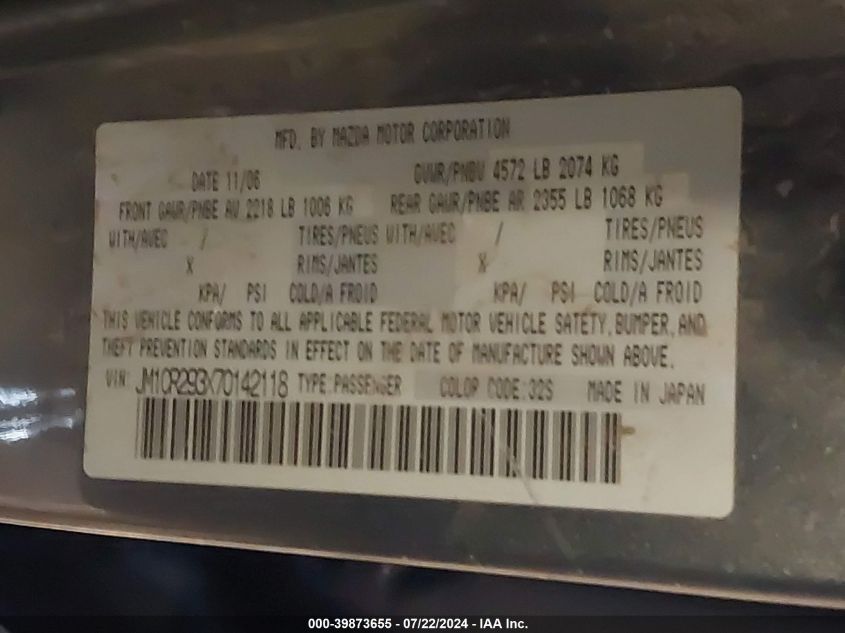 MFD. BY MAZDA MOTOR CORPORATION
DATE 11/06 GVWR/PNBV 4572 LB 2074 KG
FRONT GAWR/PNBE AV 2218 LB 1006 KG REAR GAWR/PNBE AR 2355 LB 1068 KG
WITH/AVEC / TIRES/PNEUS WITH/AVEC / TIRES/PNEUS
X RIMS/JANTES X RIMS/JANTES
KPA/ PSI COLD/A FROID KPA/ PSI COLD/A FROID
THIS VEHICLE CONFORMS TO ALL APPLICABLE FEDERAL MOTOR VEHICLE SAFETY, BUMPER, AND
THEFT PREVENTION STANDARDS IN EFFECT ON THE DATE OF MANUFACTURE SHOWN ABOVE.
VIN: JM1CR293X70142118 TYPE:PASSENGER COLOR CODE:32S MADE IN JAPAN
000-39873655 - 07/22/2024 - IAA Inc.